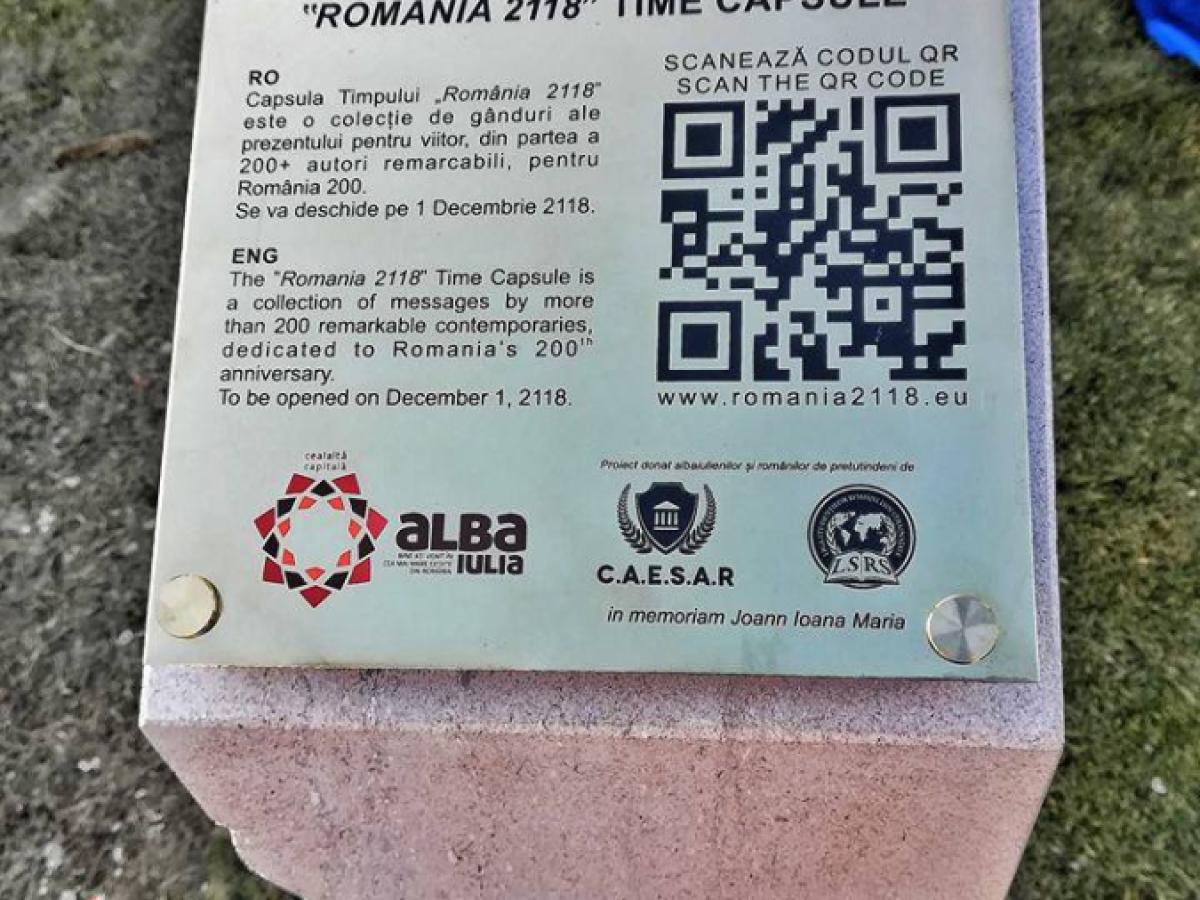 "ROMANIA 2118" TIME CAPSULE
RO
Capsula Timpului „România 2118"
este o colecție de gânduri ale
prezentului pentru viitor, din partea a
200+ autori remarcabili, pentru
România 200.
Se va deschide pe 1 Decembrie 2118.
ENG
The "Romania 2118" Time Capsule is
a collection of messages by more
than 200 remarkable contemporaries,
dedicated to Romania's 200th
anniversary.
To be opened on December 1, 2118.
SCANEAZĂ CODUL QR
SCAN THE QR CODE
www.romania2118.eu
cealaltă
capitală
ALBA
IULIA
Proiect donat albaiulienilor și românilor de pretutindeni de
C.A.E.S.A.R
LSRS
in memoriam Joann Ioana Maria